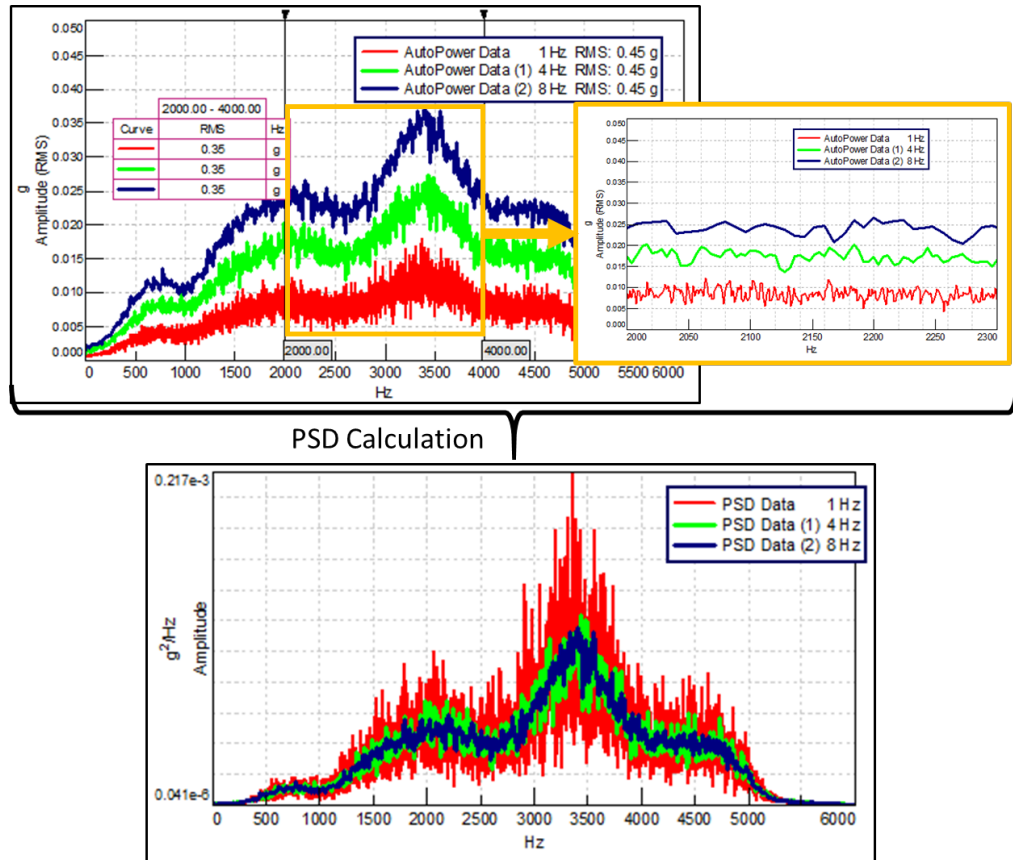 0.050
0.045
0.040
0.035
0.030
0.025
0.020
0.015
0.010
0.005
0.000
g
Amplitude (RMS)
AutoPower Data 1 Hz RMS: 0.45 g
AutoPower Data (1) 4 Hz RMS: 0.45 g
AutoPower Data (2) 8 Hz RMS: 0.45 g
2000.00 - 4000.00
Curve RMS Hz
0.35 g
0.35 g
0.35 g
2000.00 4000.00
0 500 1000 1500 2000 2500 3000 3500 4000 4500 5000 5500 6000
Hz
0.050
0.045
0.040
0.035
0.030
0.025
0.020
0.015
0.010
0.005
0.000
g
Amplitude (RMS)
AutoPower Data 1 Hz
AutoPower Data (1) 4 Hz
AutoPower Data (2) 8 Hz
2000 2050 2100 2150 2200 2250 2300
Hz
PSD Calculation
0.217e-3
g²/Hz
Amplitude
0.041e-6
PSD Data 1 Hz
PSD Data (1) 4 Hz
PSD Data (2) 8 Hz
500 1000 1500 2000 2500 3000 3500 4000 4500 5000 6000
Hz